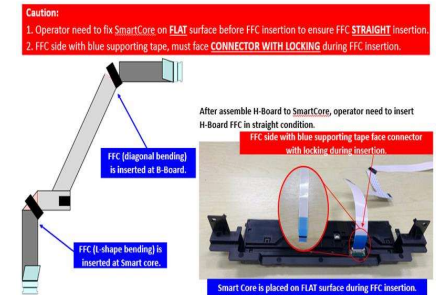 Caution:
1. Operator need to fix SmartCore on FLAT surface before FFC insertion to ensure FFC STRAIGHT insertion.
2. FFC side with blue supporting tape, must face CONNECTOR WITH LOCKING during FFC insertion.
After assemble H-Board to SmartCore, operator need to insert
H-Board FFC in straight condition.
FFC side with blue supporting tape face connector
with locking during insertion.
FFC (diagonal bending)
is inserted at B-Board.
FFC (L-shape bending) is
inserted at Smart core.
Smart Core is placed on FLAT surface during FFC insertion.